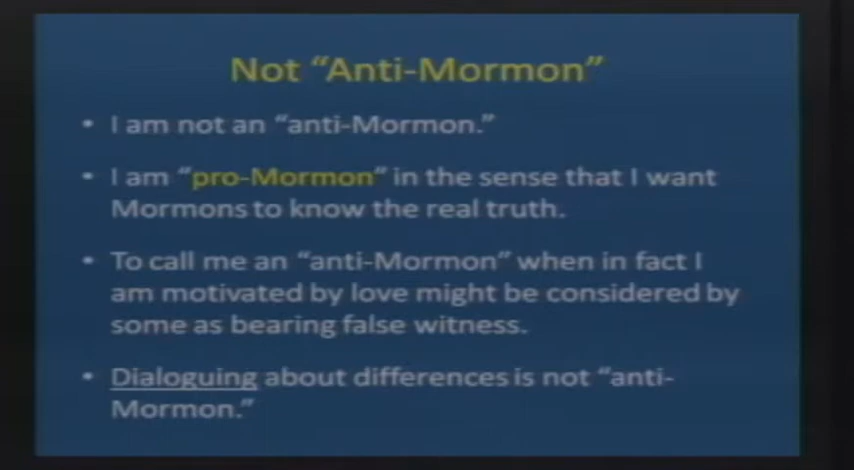 Not “Anti-Mormon”
• I am not an “anti-Mormon.”
• I am “pro-Mormon” in the sense that I want
Mormons to know the real truth.
• To call me an “anti-Mormon” when in fact I
am motivated by love might be considered by
some as bearing false witness.
• Dialoguing about differences is not “anti-
Mormon.”